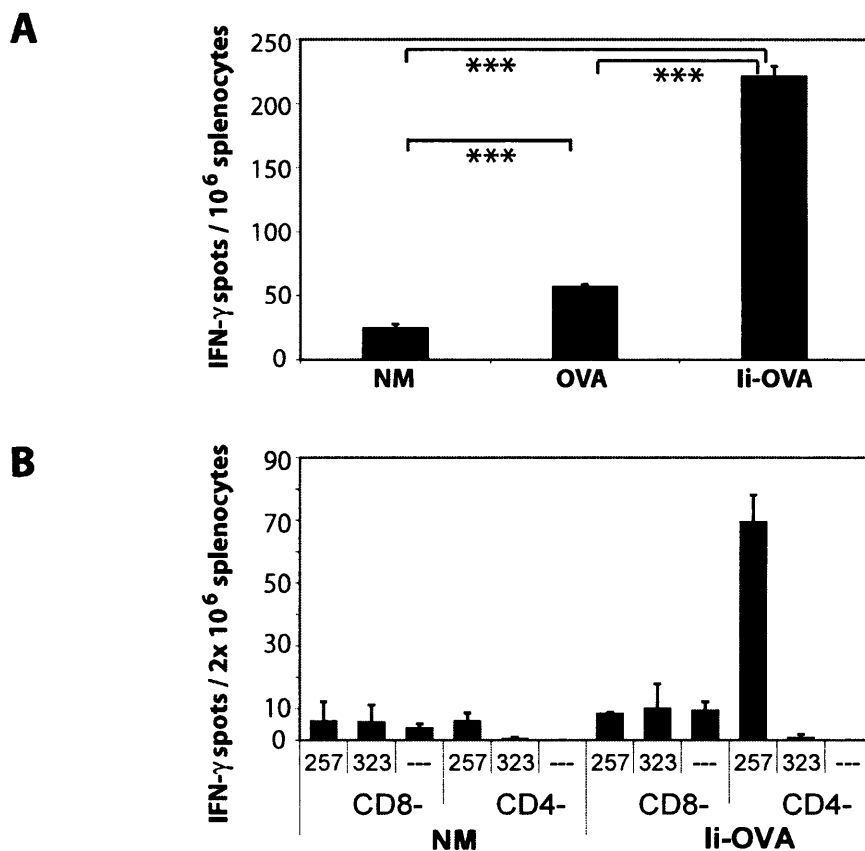 A
IFN-γ spots / 10⁶ splenocytes
250
200
150
100
50
0
***
***
***
NM OVA Ii-OVA
B
IFN-γ spots / 2x 10⁶ splenocytes
90
70
50
30
10
0
257 323 --- 257 323 --- 257 323 --- 257 323 ---
CD8- CD4- CD8- CD4-
NM Ii-OVA